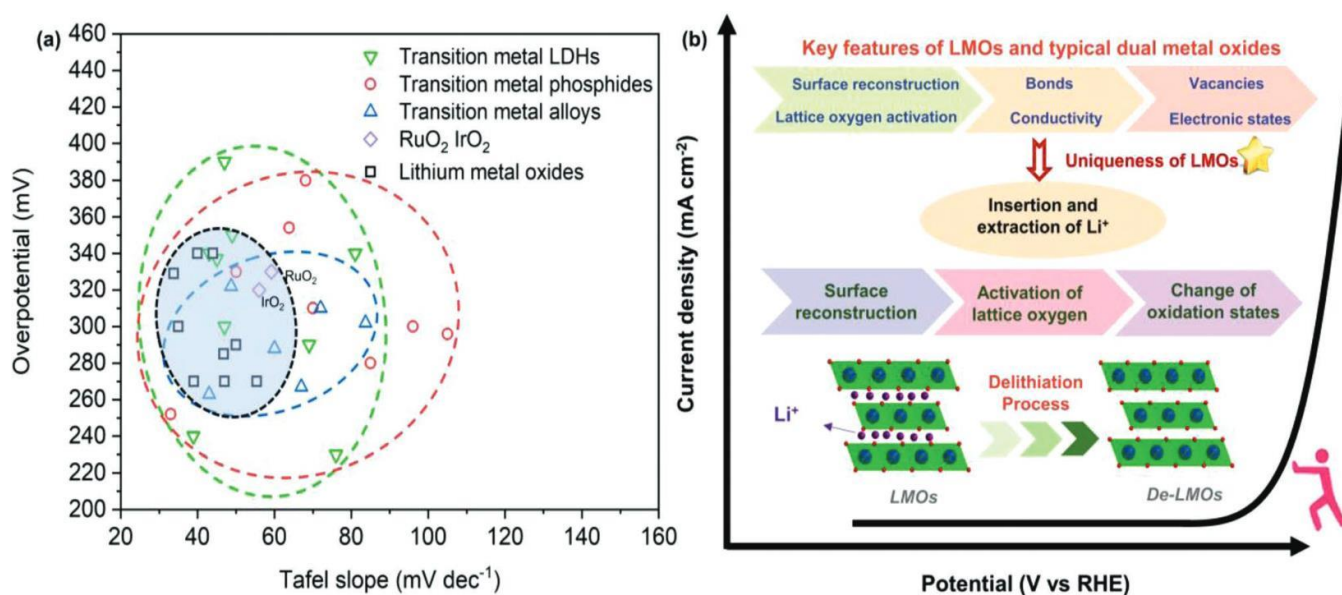 (a)
460
440
420
400
380
360
340
320
300
280
260
240
220
200
Overpotential (mV)
Transition metal LDHs
Transition metal phosphides
Transition metal alloys
RuO₂ IrO₂
Lithium metal oxides
RuO₂
IrO₂
20 40 60 80 100 120 140 160
Tafel slope (mV dec⁻¹)
(b)
Current density (mA cm⁻²)
Key features of LMOs and typical dual metal oxides
Surface reconstruction
Lattice oxygen activation
Bonds
Conductivity
Vacancies
Electronic states
Uniqueness of LMOs
Insertion and
extraction of Li⁺
Surface
reconstruction
Activation of
lattice oxygen
Change of
oxidation states
Li⁺
Delithiation
Process
LMOs
De-LMOs
Potential (V vs RHE)